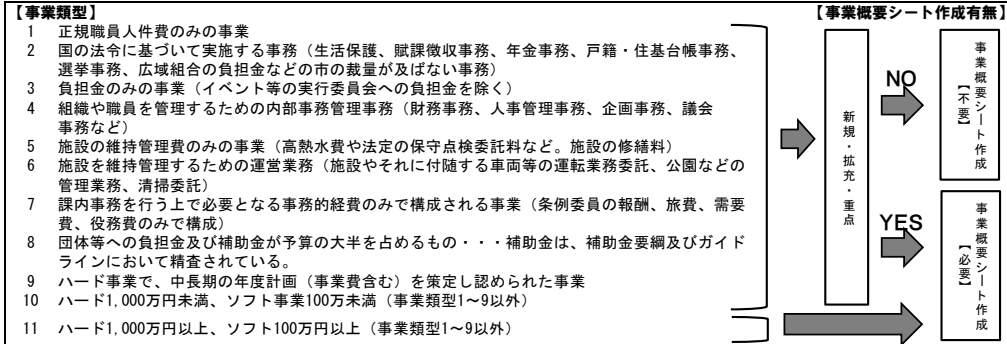 【事業類型】
【事業概要シート作成有無】
1 正規職員人件費のみの事業
2 国の法令に基づいて実施する事務（生活保護、賦課徴収事務、年金事務、戸籍・住基台帳事務、
選挙事務、広域組合の負担金などの市の裁量が及ばない事務）
3 負担金のみの事業（イベント等の実行委員会への負担金を除く）
4 組織や職員を管理するための内部事務管理事務（財務事務、人事管理事務、企画事務、議会
事務など）
5 施設の維持管理費のみの事業（高熱水費や法定の保守点検委託料など。施設の修繕料）
6 施設を維持管理するための運営業務（施設やそれに付随する車両等の運転業務委託、公園などの
管理業務、清掃委託）
7 課内事務を行う上で必要となる事務的経費のみで構成される事業（条例委員の報酬、旅費、需要
費、役務費のみで構成）
8 団体等への負担金及び補助金が予算の大半を占めるもの・・・補助金は、補助金要綱及びガイド
ラインにおいて精査されている。
9 ハード事業で、中長期の年度計画（事業費含む）を策定し認められた事業
10 ハード1,000万円未満、ソフト事業100万未満（事業類型1～9以外）
11 ハード1,000万円以上、ソフト100万以上（事業類型1～9以外）
新規・拡充・重点
NO
事業概要シート作成
【不要】
YES
事業概要シート作成
【必要】